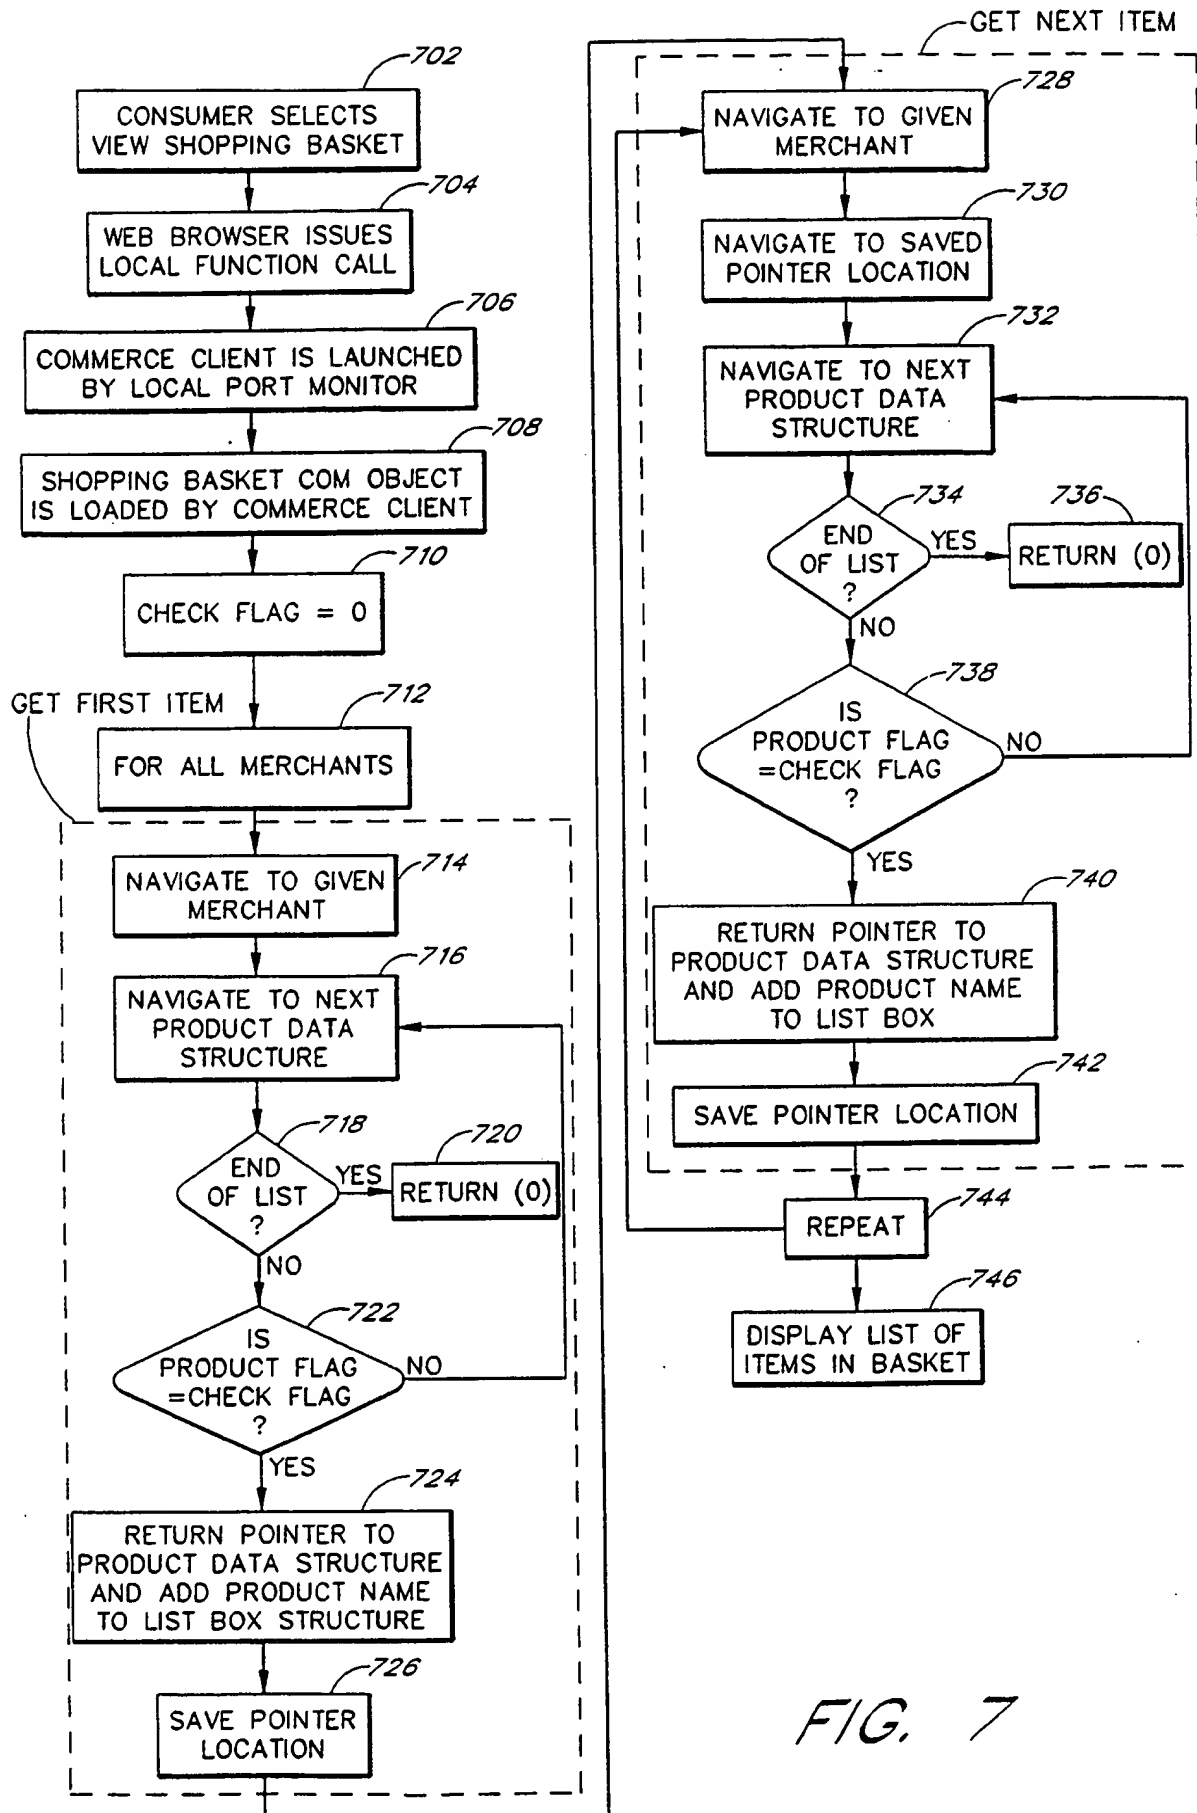 702
CONSUMER SELECTS
VIEW SHOPPING BASKET
704
WEB BROWSER ISSUES
LOCAL FUNCTION CALL
706
COMMERCE CLIENT IS LAUNCHED
BY LOCAL PORT MONITOR
708
SHOPPING BASKET COM OBJECT
IS LOADED BY COMMERCE CLIENT
710
CHECK FLAG = 0
GET FIRST ITEM
712
FOR ALL MERCHANTS
714
NAVIGATE TO GIVEN
MERCHANT
716
NAVIGATE TO NEXT
PRODUCT DATA
STRUCTURE
718
END
OF LIST
?
YES
720
RETURN (0)
NO
722
IS
PRODUCT FLAG
=CHECK FLAG
?
NO
YES
724
RETURN POINTER TO
PRODUCT DATA STRUCTURE
AND ADD PRODUCT NAME
TO LIST BOX STRUCTURE
726
SAVE POINTER
LOCATION
GET NEXT ITEM
728
NAVIGATE TO GIVEN
MERCHANT
730
NAVIGATE TO SAVED
POINTER LOCATION
732
NAVIGATE TO NEXT
PRODUCT DATA
STRUCTURE
734
END
OF LIST
?
YES
736
RETURN (0)
NO
738
IS
PRODUCT FLAG
=CHECK FLAG
?
NO
YES
740
RETURN POINTER TO
PRODUCT DATA STRUCTURE
AND ADD PRODUCT NAME
TO LIST BOX
742
SAVE POINTER LOCATION
744
REPEAT
746
DISPLAY LIST OF
ITEMS IN BASKET
FIG. 7